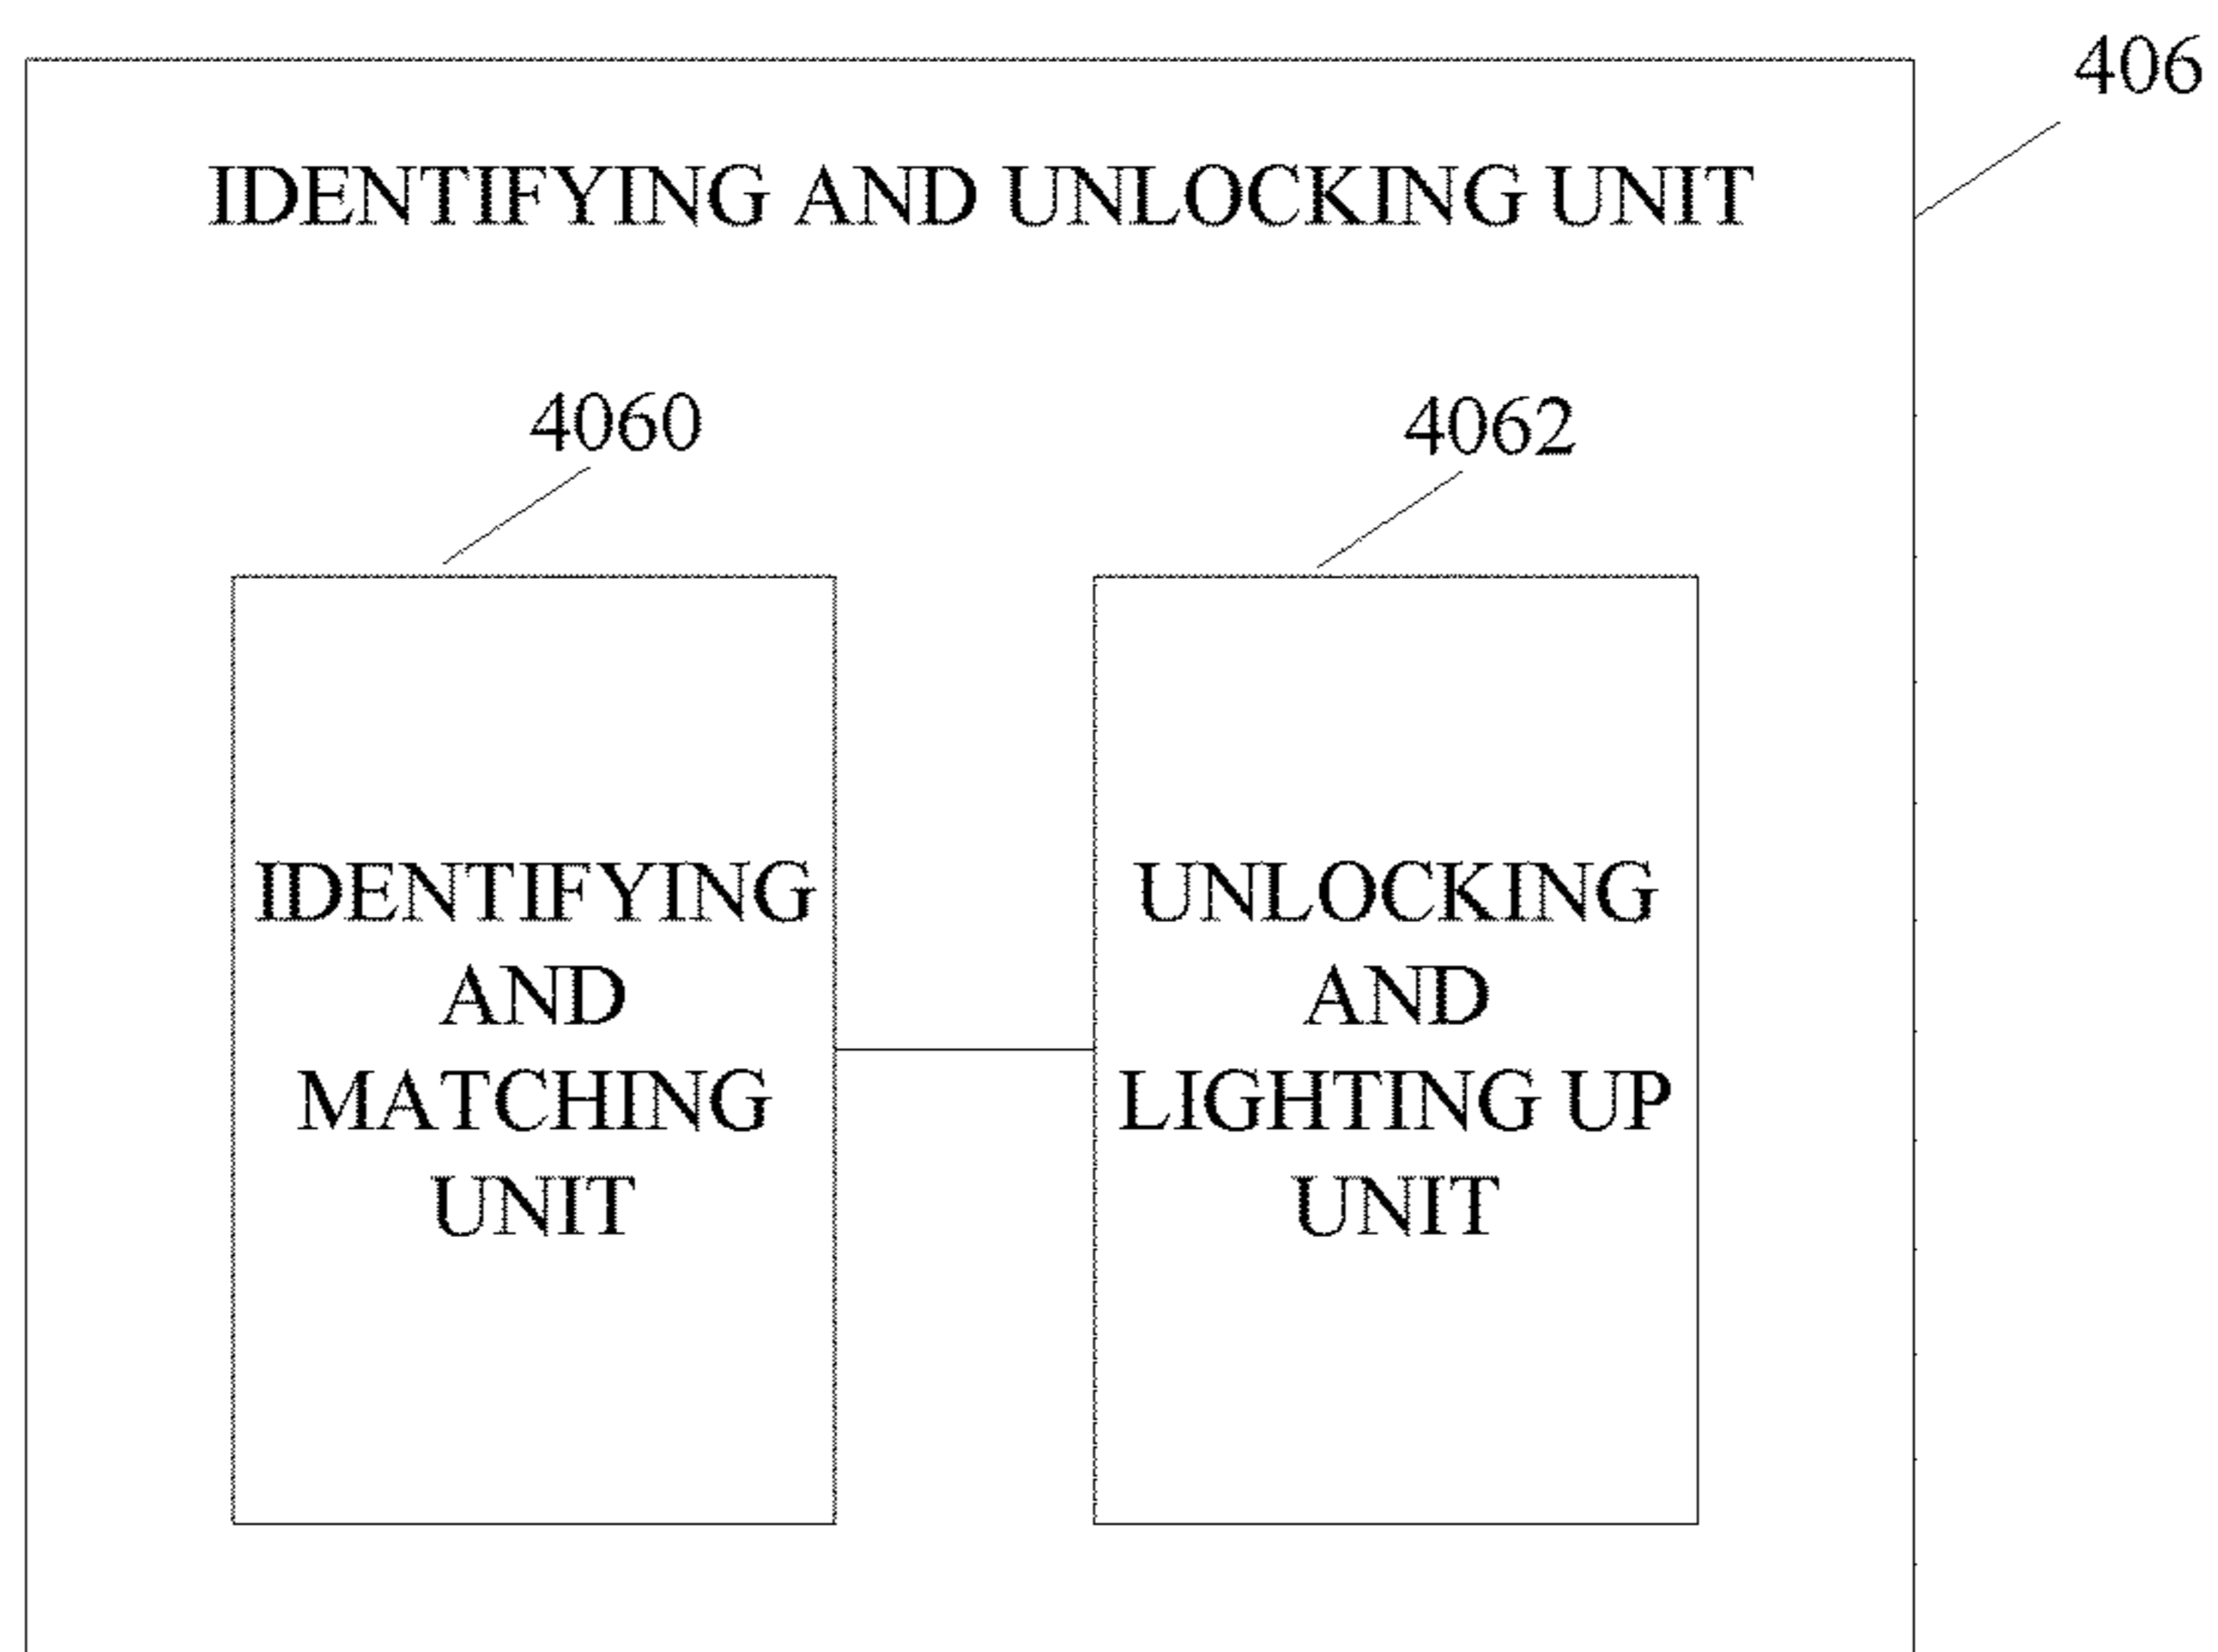 406
IDENTIFYING AND UNLOCKING UNIT
4060
4062
IDENTIFYING
AND
MATCHING
UNIT
UNLOCKING
AND
LIGHTING UP
UNIT